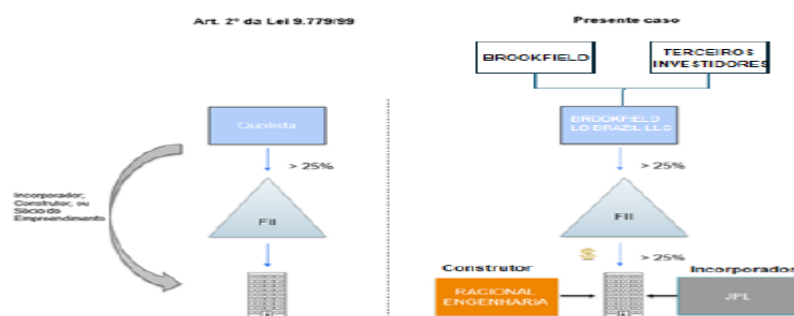 Art. 2º da Lei 9.779/99
Quotista
> 25%
FII
Incorporador;
Construtor; ou
Sócio do
Empreendimento
Presente caso
BROOKFIELD
TERCEIROS
INVESTIDORES
BROOKFIELD
LO BRAZIL LLC
> 25%
FII
$
> 25%
Construtor
RACIONAL
ENGENHARIA
Incorporador
JPL